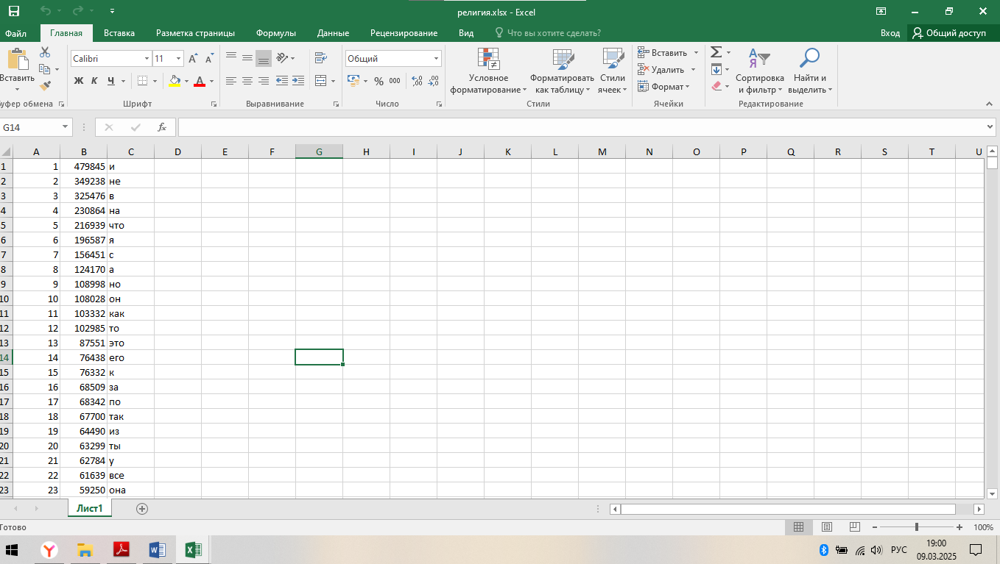 религия.xlsx - Excel
Файл Главная Вставка Разметка страницы Формулы Данные Рецензирование Вид Что вы хотите сделать? Вход Общий доступ
Вставить
Calibri 11
Ж К Ч
Общий
% 000
Условное форматирование
Форматировать как таблицу
Стили ячеек
Вставить
Удалить
Формат
Сортировка и фильтр
Найти и выделить
уфер обмена Шрифт Выравнивание Число Стили Ячейки Редактирование
G14 fx
A B C D E F G H I J K L M N O P Q R S T U
1 1 479845 и
2 2 349238 не
3 3 325476 в
4 4 230864 на
5 5 216939 что
6 6 196587 я
7 7 156451 с
8 8 124170 а
9 9 108998 но
10 10 108028 он
11 11 103332 как
12 12 102985 то
13 13 87551 это
14 14 76438 его
15 15 76332 к
16 16 68509 за
17 17 68342 по
18 18 67700 так
19 19 64490 из
20 20 63299 ты
21 21 62784 у
22 22 61639 все
23 23 59250 она
Лист1
Готово 100%
РУС 19:00
09.03.2025